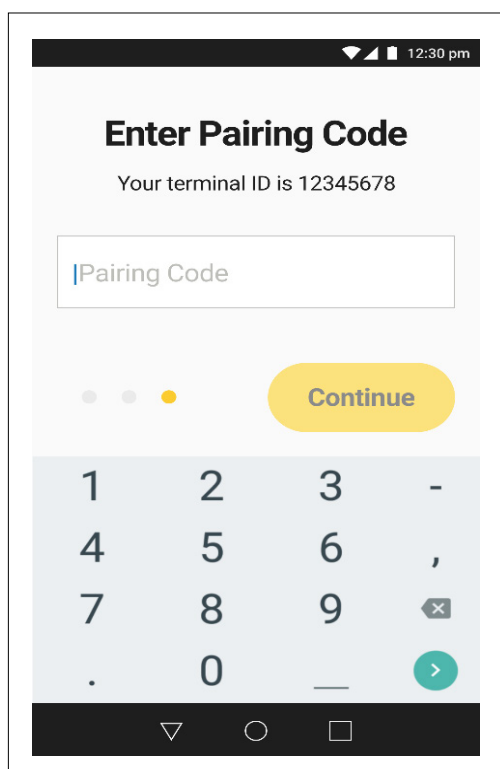 12:30 pm
Enter Pairing Code
Your terminal ID is 12345678
Pairing Code
Continue
1 2 3 -
4 5 6 ,
7 8 9
. 0 _